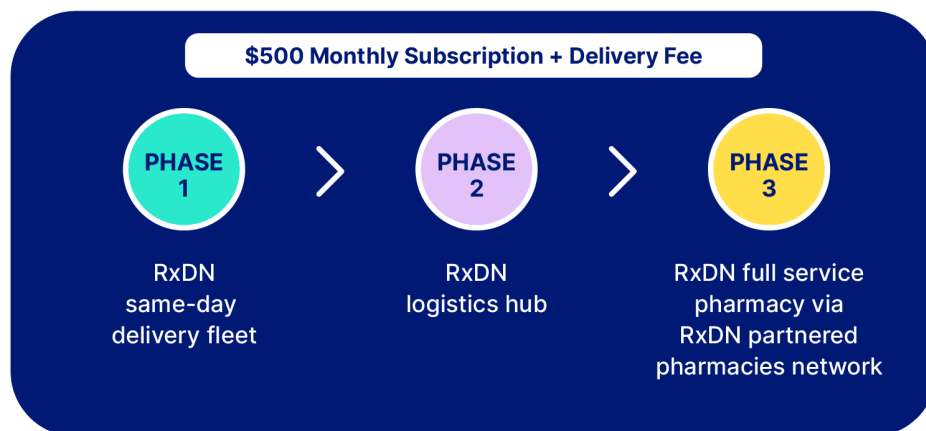 $500 Monthly Subscription + Delivery Fee
PHASE
1
PHASE
2
PHASE
3
RxDN
same-day
delivery fleet
RxDN
logistics hub
RxDN full service
pharmacy via
RxDN partnered
pharmacies network